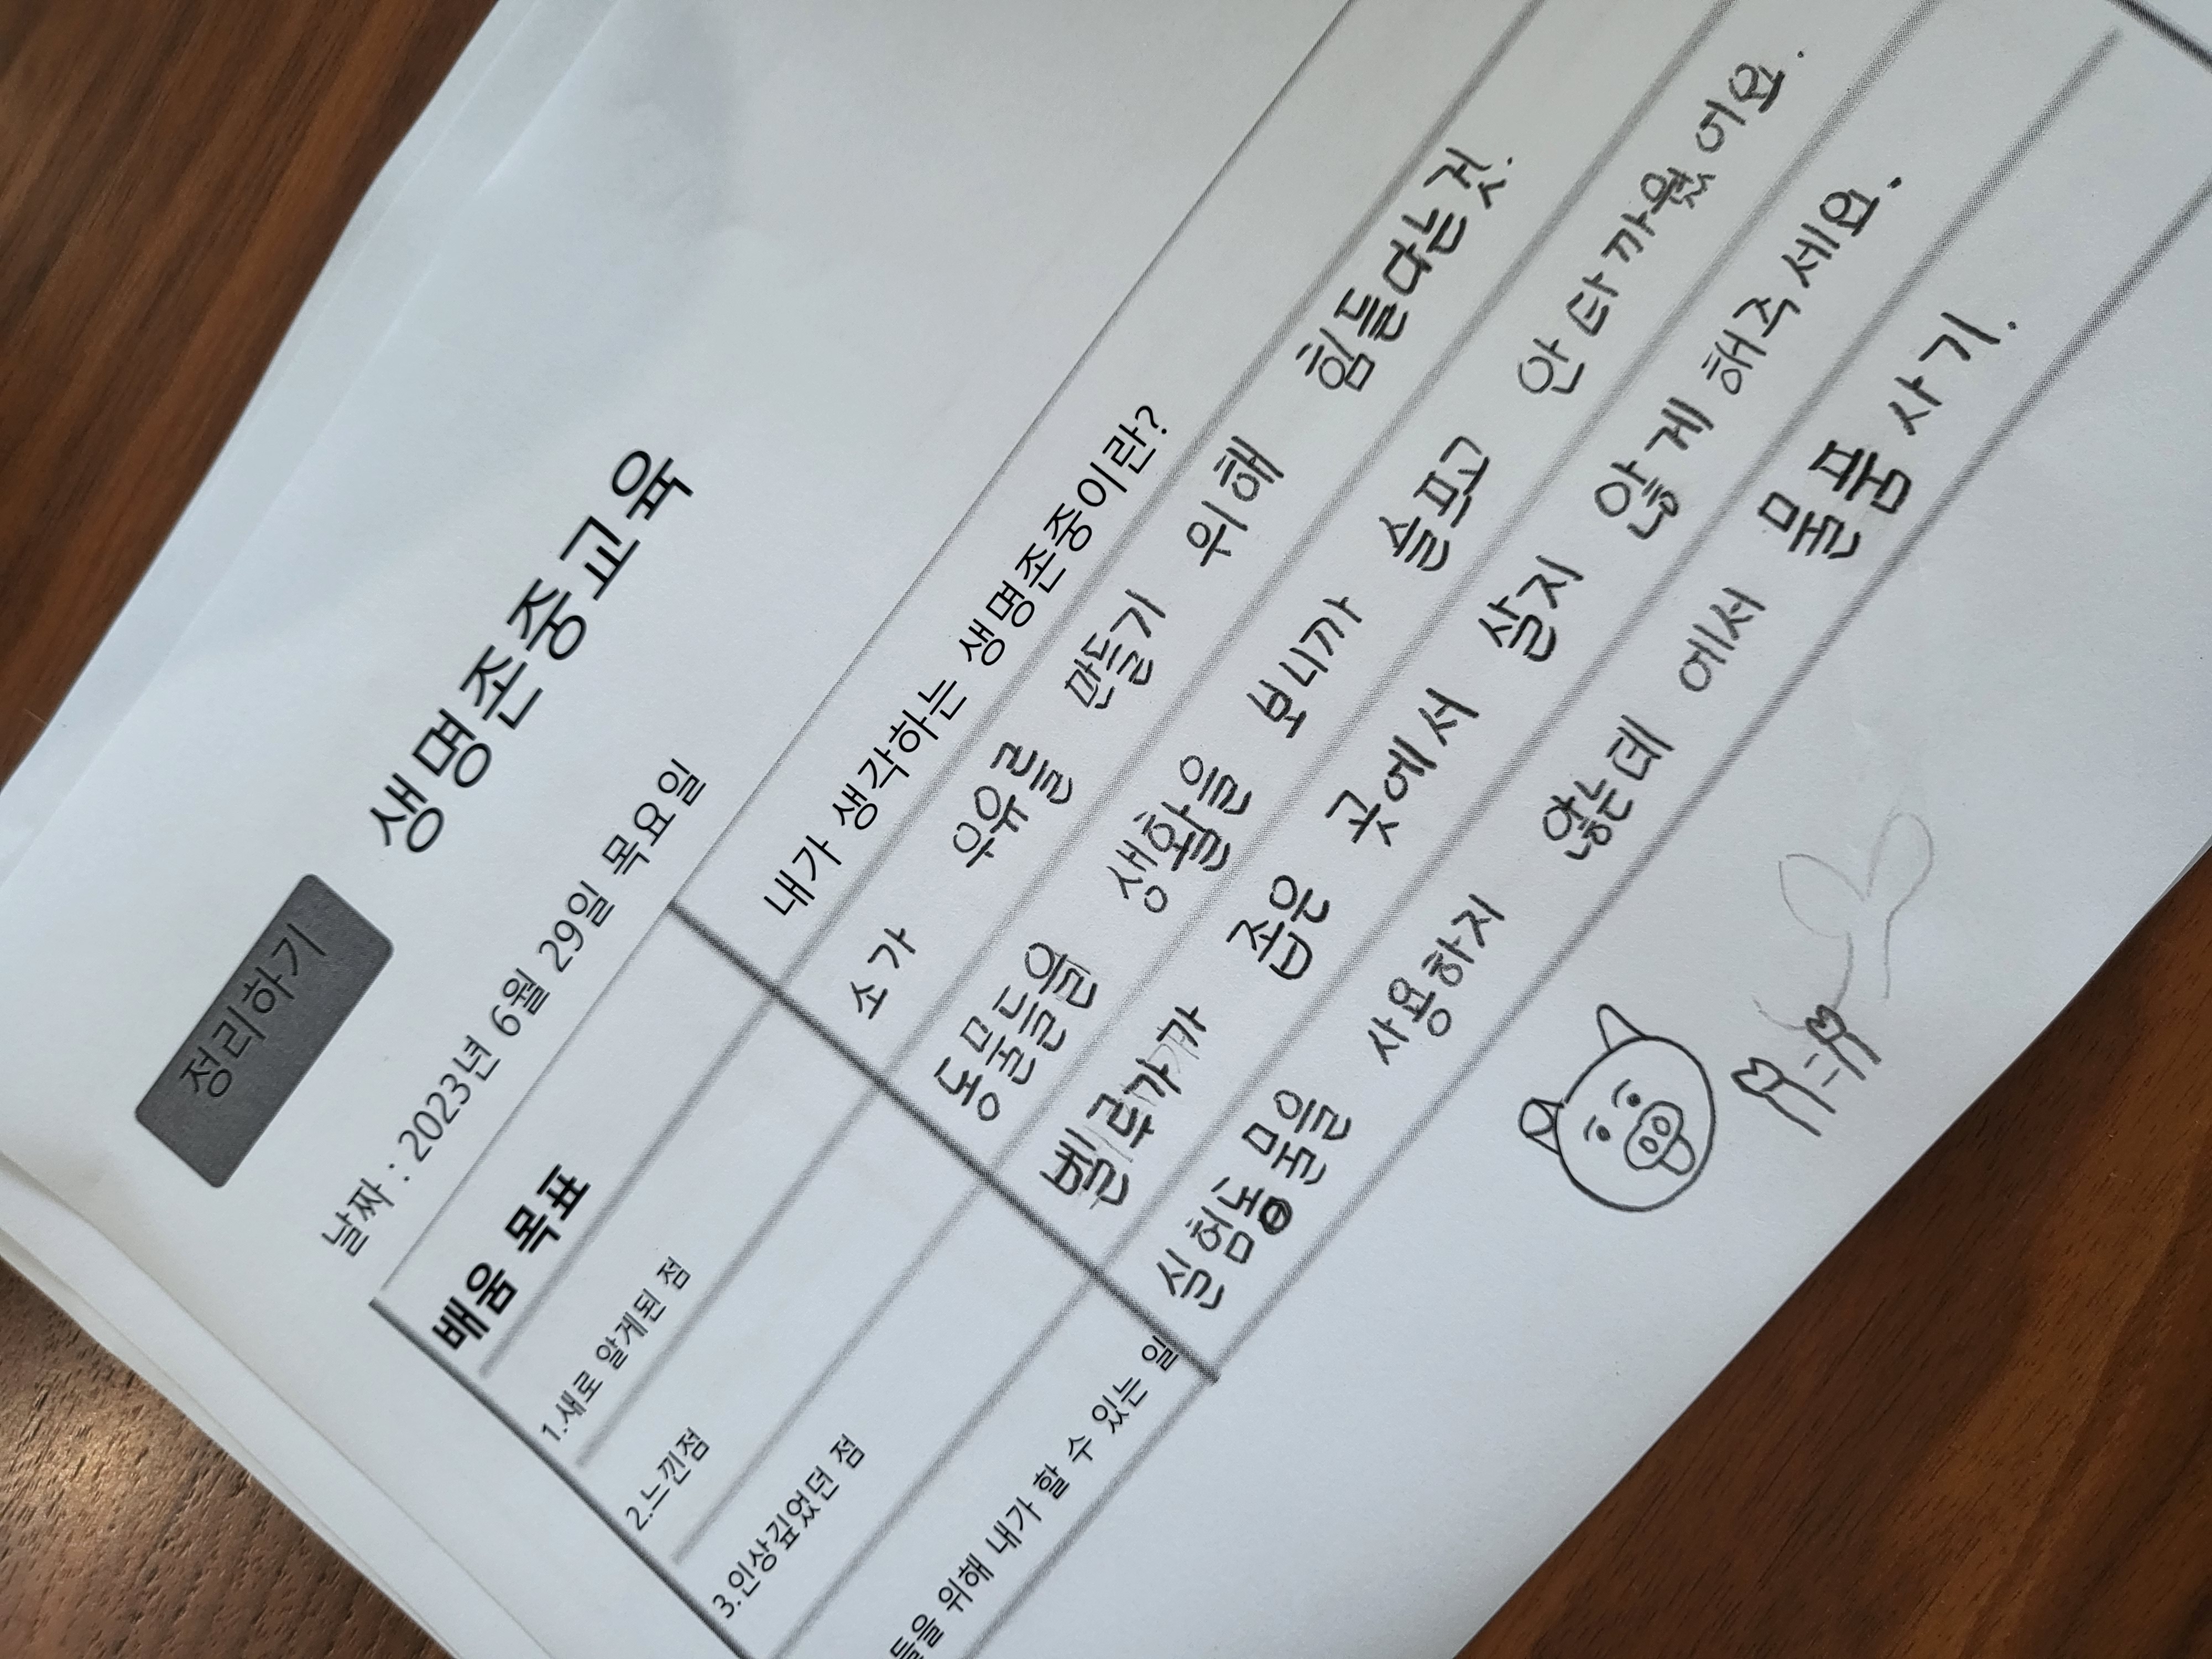 정리하기
생명존중교육
날짜 : 2023년 6월 29일 목요일
배움 목표
내가 생각하는 생명존중이란?
1.새로 알게된 점
소가 우유를 만들기 위해 힘들다는것.
2.느낀점
동물들을 생활을 보니까 슬프고 안타까웠어요.
3.인상깊었던 점
좁은 곳에서 살지 않게해주세요.
들을 위해 내가 할 수 있는 일
실험동물을 사용하지 않는데에서 물품사기.